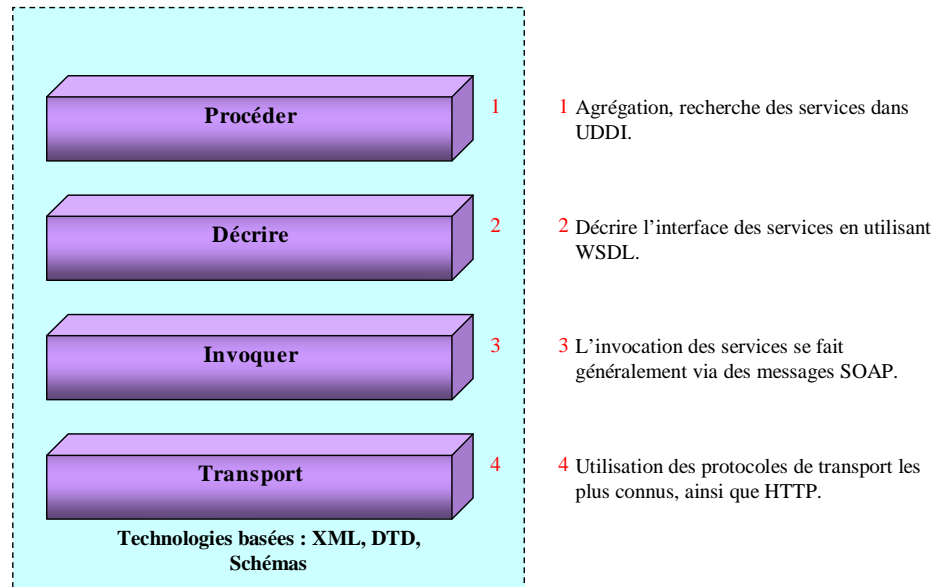 Procéder 1
1 Agrégation, recherche des services dans
UDDI.
Décrire 2
2 Décrire l’interface des services en utilisant
WSDL.
Invoquer 3
3 L’invocation des services se fait
généralement via des messages SOAP.
Transport 4
4 Utilisation des protocoles de transport les
plus connus, ainsi que HTTP.
Technologies basées : XML, DTD,
Schémas